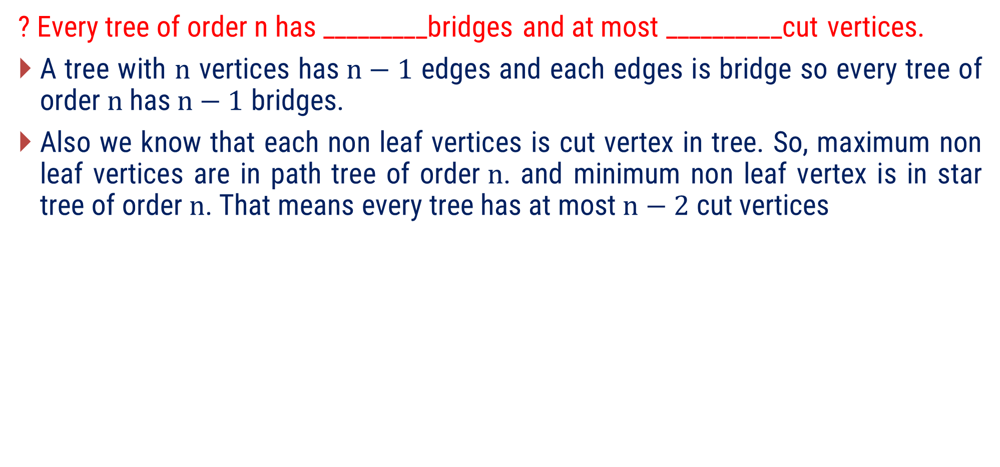 ? Every tree of order n has _________bridges and at most __________cut vertices.
A tree with n vertices has n − 1 edges and each edges is bridge so every tree of
order n has n − 1 bridges.
Also we know that each non leaf vertices is cut vertex in tree. So, maximum non
leaf vertices are in path tree of order n. and minimum non leaf vertex is in star
tree of order n. That means every tree has at most n − 2 cut vertices